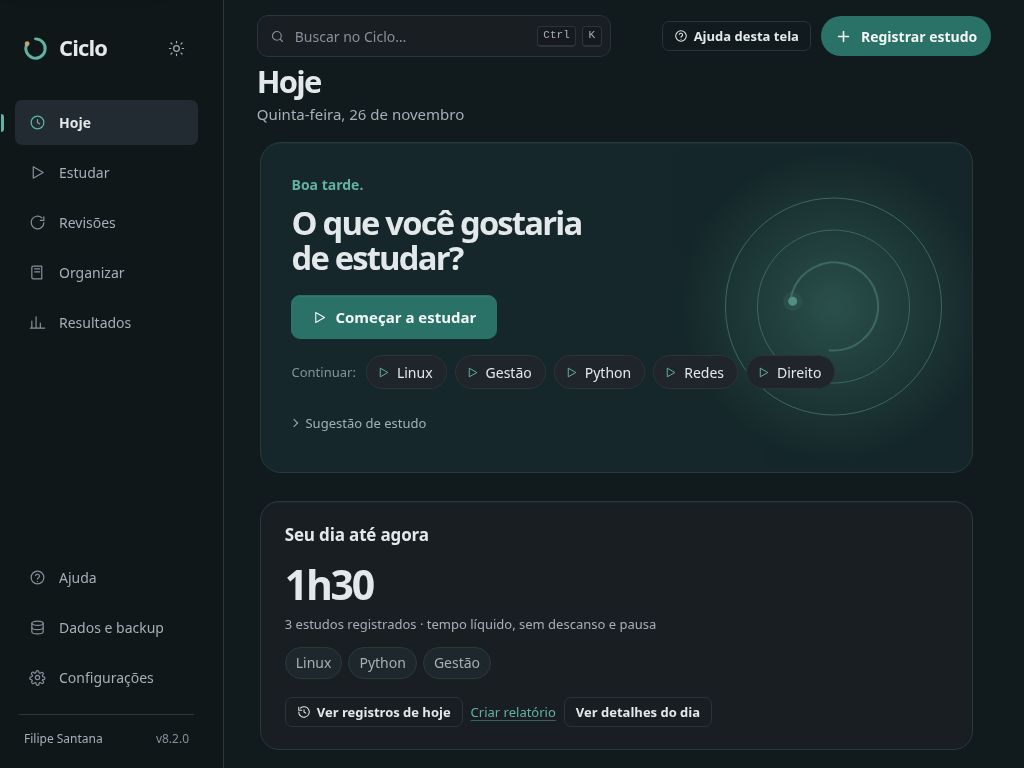 Ciclo
Hoje
Estudar
Revisões
Organizar
Resultados
Ajuda
Dados e backup
Configurações
Filipe Santana v8.2.0
Buscar no Ciclo... Ctrl K
Ajuda desta tela
Registrar estudo
Hoje
Quinta-feira, 26 de novembro
Boa tarde.
O que você gostaria
de estudar?
Começar a estudar
Continuar: Linux Gestão Python Redes Direito
Sugestão de estudo
Seu dia até agora
1h30
3 estudos registrados · tempo líquido, sem descanso e pausa
Linux Python Gestão
Ver registros de hoje Criar relatório Ver detalhes do dia